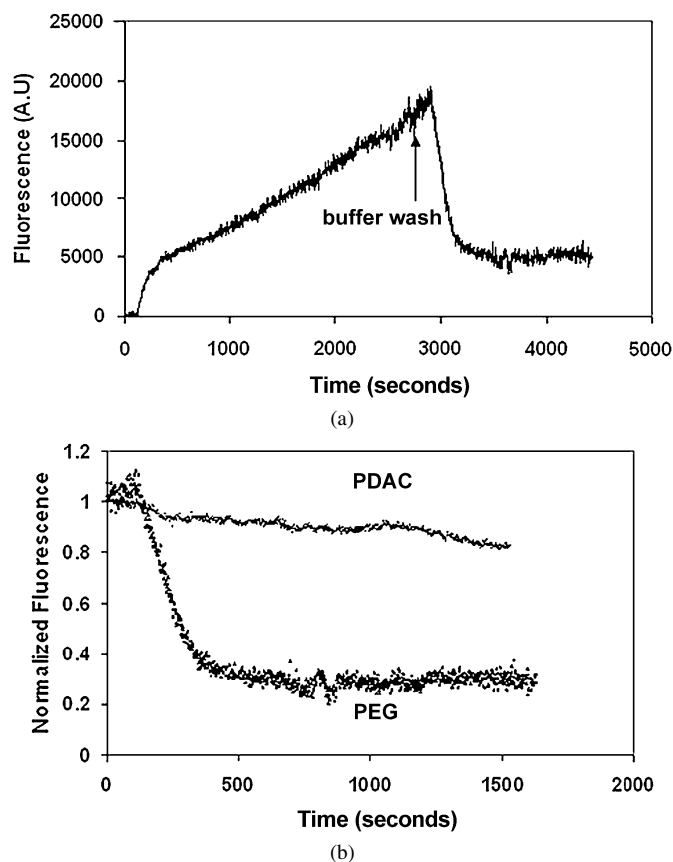 Fluorescence (A.U)
25000
20000
15000
10000
5000
0
buffer wash
0 1000 2000 3000 4000 5000
Time (seconds)
(a)
Normalized Fluorescence
1.2
1
0.8
0.6
0.4
0.2
0
PDAC
PEG
0 500 1000 1500 2000
Time (seconds)
(b)